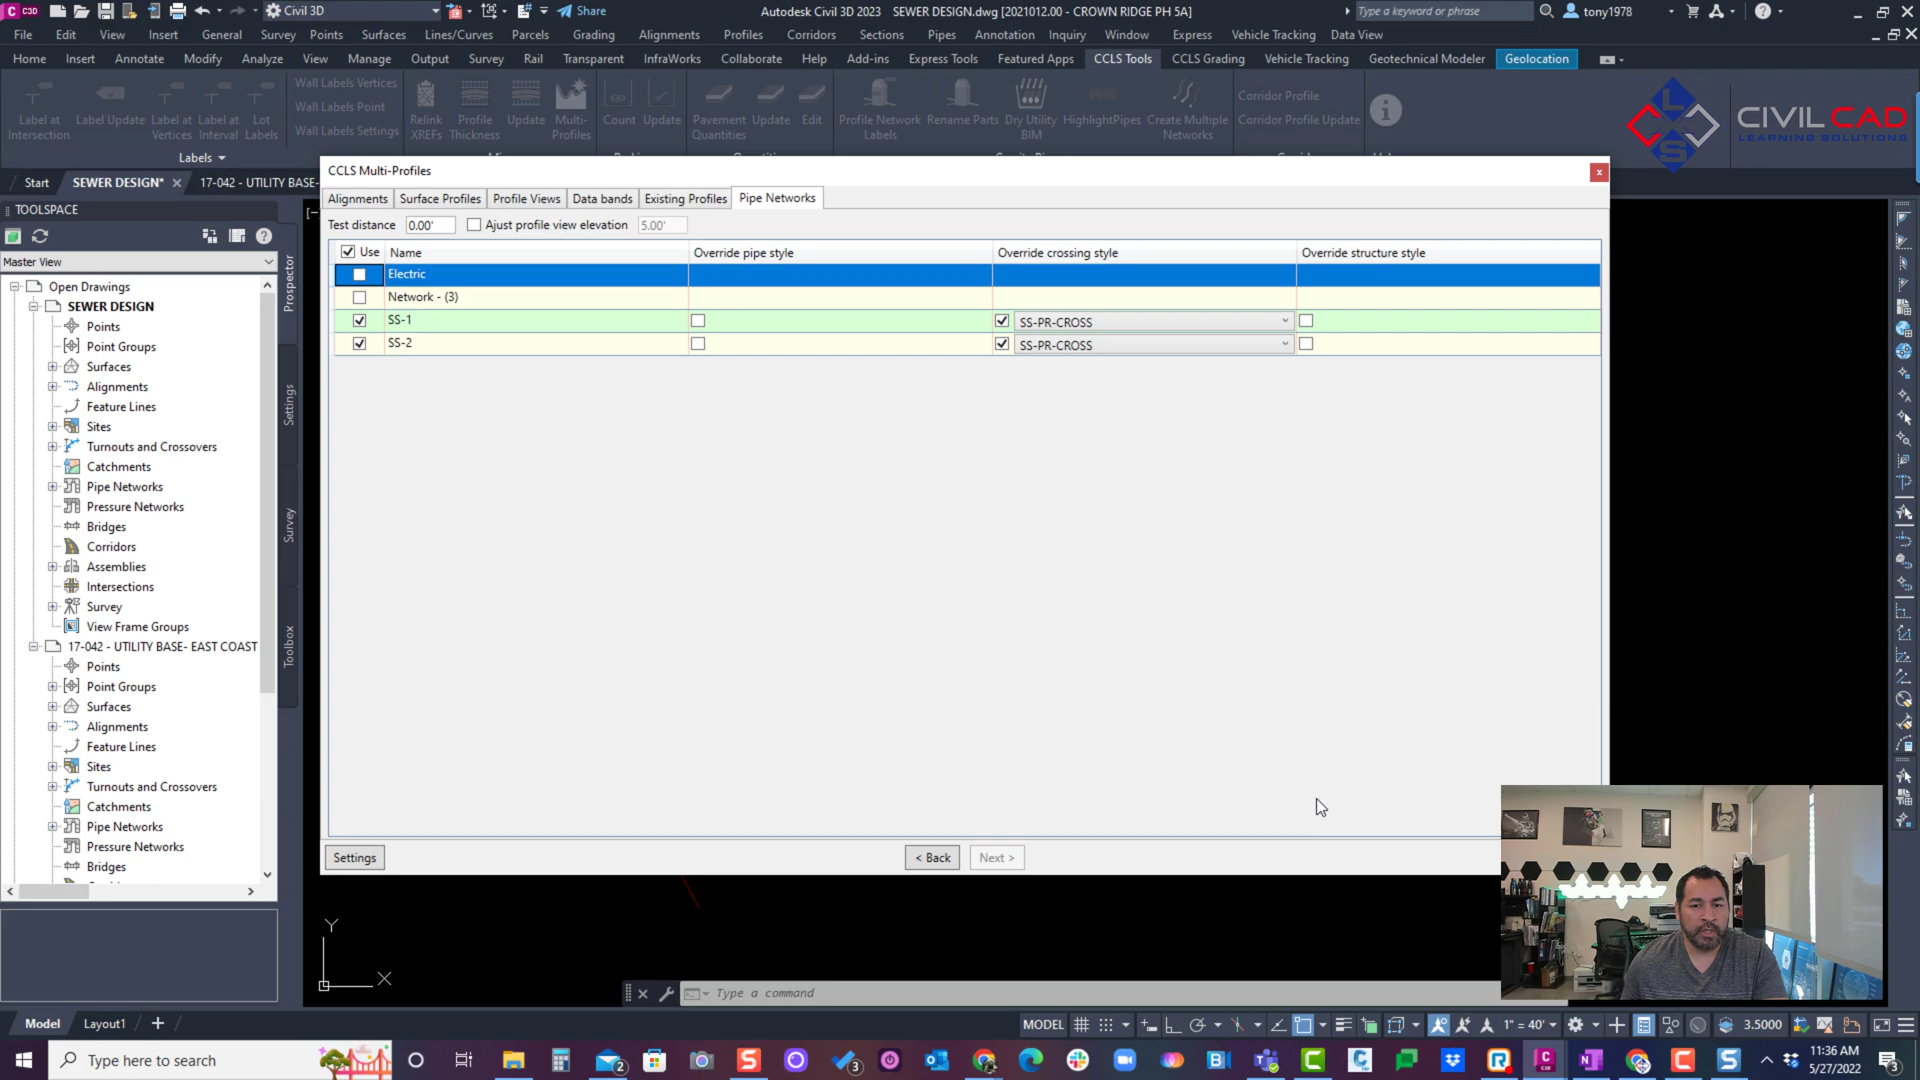 C3D
Civil 3D
Share
Autodesk Civil 3D 2023
SEWER DESIGN.dwg [2021012.00 - CROWN RIDGE PH 5A]
Type a keyword or phrase
tony1978
File Edit View Insert General Survey Points Surfaces Lines/Curves Parcels Grading Alignments Profiles Corridors Sections Pipes Annotation Inquiry Window Express Vehicle Tracking Data View
Home Insert Annotate Modify Analyze View Manage Output Survey Rail Transparent InfraWorks Collaborate Help Add-ins Express Tools Featured Apps CCLS Tools CCLS Grading Vehicle Tracking Geotechnical Modeler Geolocation
Label at Intersection
Label Update
Label at Vertices
Label at Interval
Lot Labels
Wall Labels Vertices
Wall Labels Point
Wall Labels Settings
Relink XREFs
Profile Thickness
Update
Multi-Profiles
Count
Update
Pavement Quantities
Update
Edit
Profile Network Labels
Rename Parts
Dry Utility BIM
HighlightPipes
Create Multiple Networks
Corridor Profile
Corridor Profile Update
CIVIL CAD
LEARNING SOLUTIONS
Labels
Start
SEWER DESIGN*
17-042 - UTILITY BASE-
TOOLSPACE
Master View
Open Drawings
SEWER DESIGN
Points
Point Groups
Surfaces
Alignments
Feature Lines
Sites
Turnouts and Crossovers
Catchments
Pipe Networks
Pressure Networks
Bridges
Corridors
Assemblies
Intersections
Survey
View Frame Groups
17-042 - UTILITY BASE- EAST COAST
Points
Point Groups
Surfaces
Alignments
Feature Lines
Sites
Turnouts and Crossovers
Catchments
Pipe Networks
Pressure Networks
Bridges
Prospector
Settings
Survey
Toolbox
CCLS Multi-Profiles
Alignments Surface Profiles Profile Views Data bands Existing Profiles Pipe Networks
Test distance 0.00' Ajust profile view elevation 5.00'
Use Name Override pipe style Override crossing style Override structure style
Electric
Network - (3)
SS-1 SS-PR-CROSS
SS-2 SS-PR-CROSS
Settings
< Back
Next >
Y
X
Type a command
Model
Layout1
MODEL
1" = 40'
3.5000
Type here to search
2
3
11:36 AM
5/27/2022
3